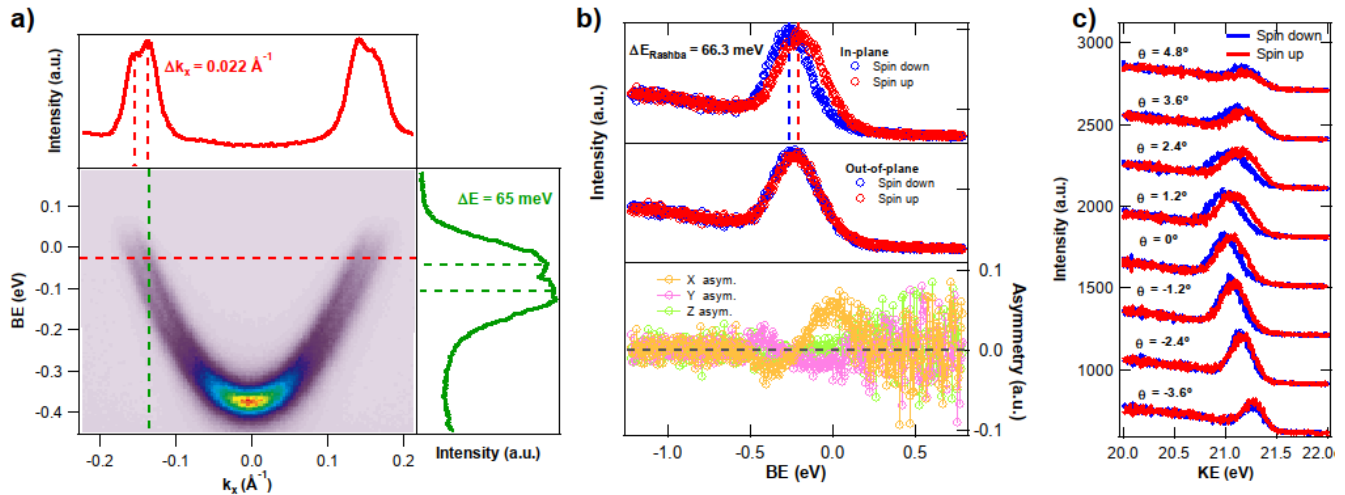 a)
Intensity (a.u.)
Δkₓ = 0.022 Å⁻¹
BE (eV)
0.1
0.0
-0.1
-0.2
-0.3
-0.4
-0.2
-0.1
0.0
0.1
0.2
kₓ (Å⁻¹)
ΔE = 65 meV
Intensity (a.u.)
b)
Intensity (a.u.)
ΔE_Rashba = 66.3 meV
In-plane
Spin down
Spin up
Out-of-plane
Spin down
Spin up
X asym.
Y asym.
Z asym.
0.1
0.0
-0.1
Asymmetry (a.u.)
-1.0
-0.5
0.0
0.5
BE (eV)
c)
Intensity (a.u.)
3000
2500
2000
1500
1000
Spin down
Spin up
θ = 4.8º
θ = 3.6º
θ = 2.4º
θ = 1.2º
θ = 0º
θ = -1.2º
θ = -2.4º
θ = -3.6º
20.0
20.5
21.0
21.5
22.0
KE (eV)